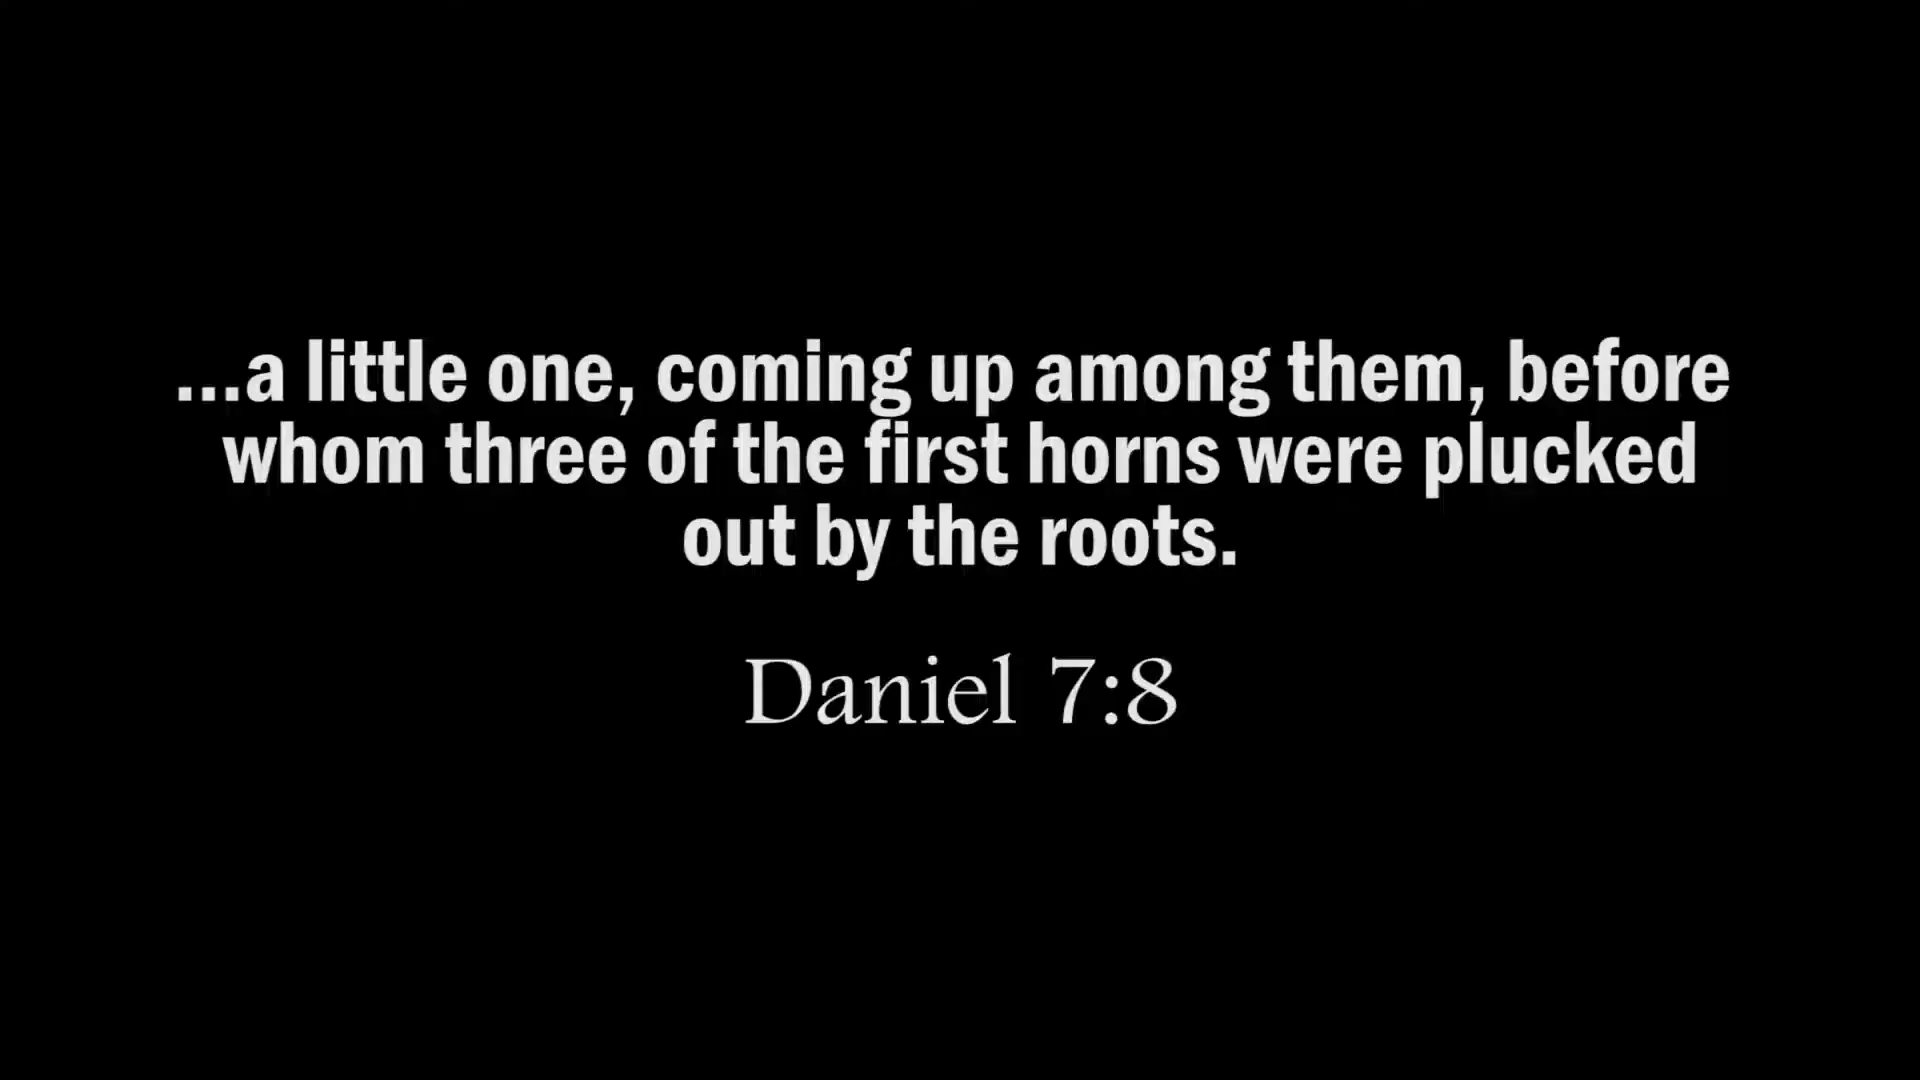 ...a little one, coming up among them, before
whom three of the first horns were plucked
out by the roots.
Daniel 7:8